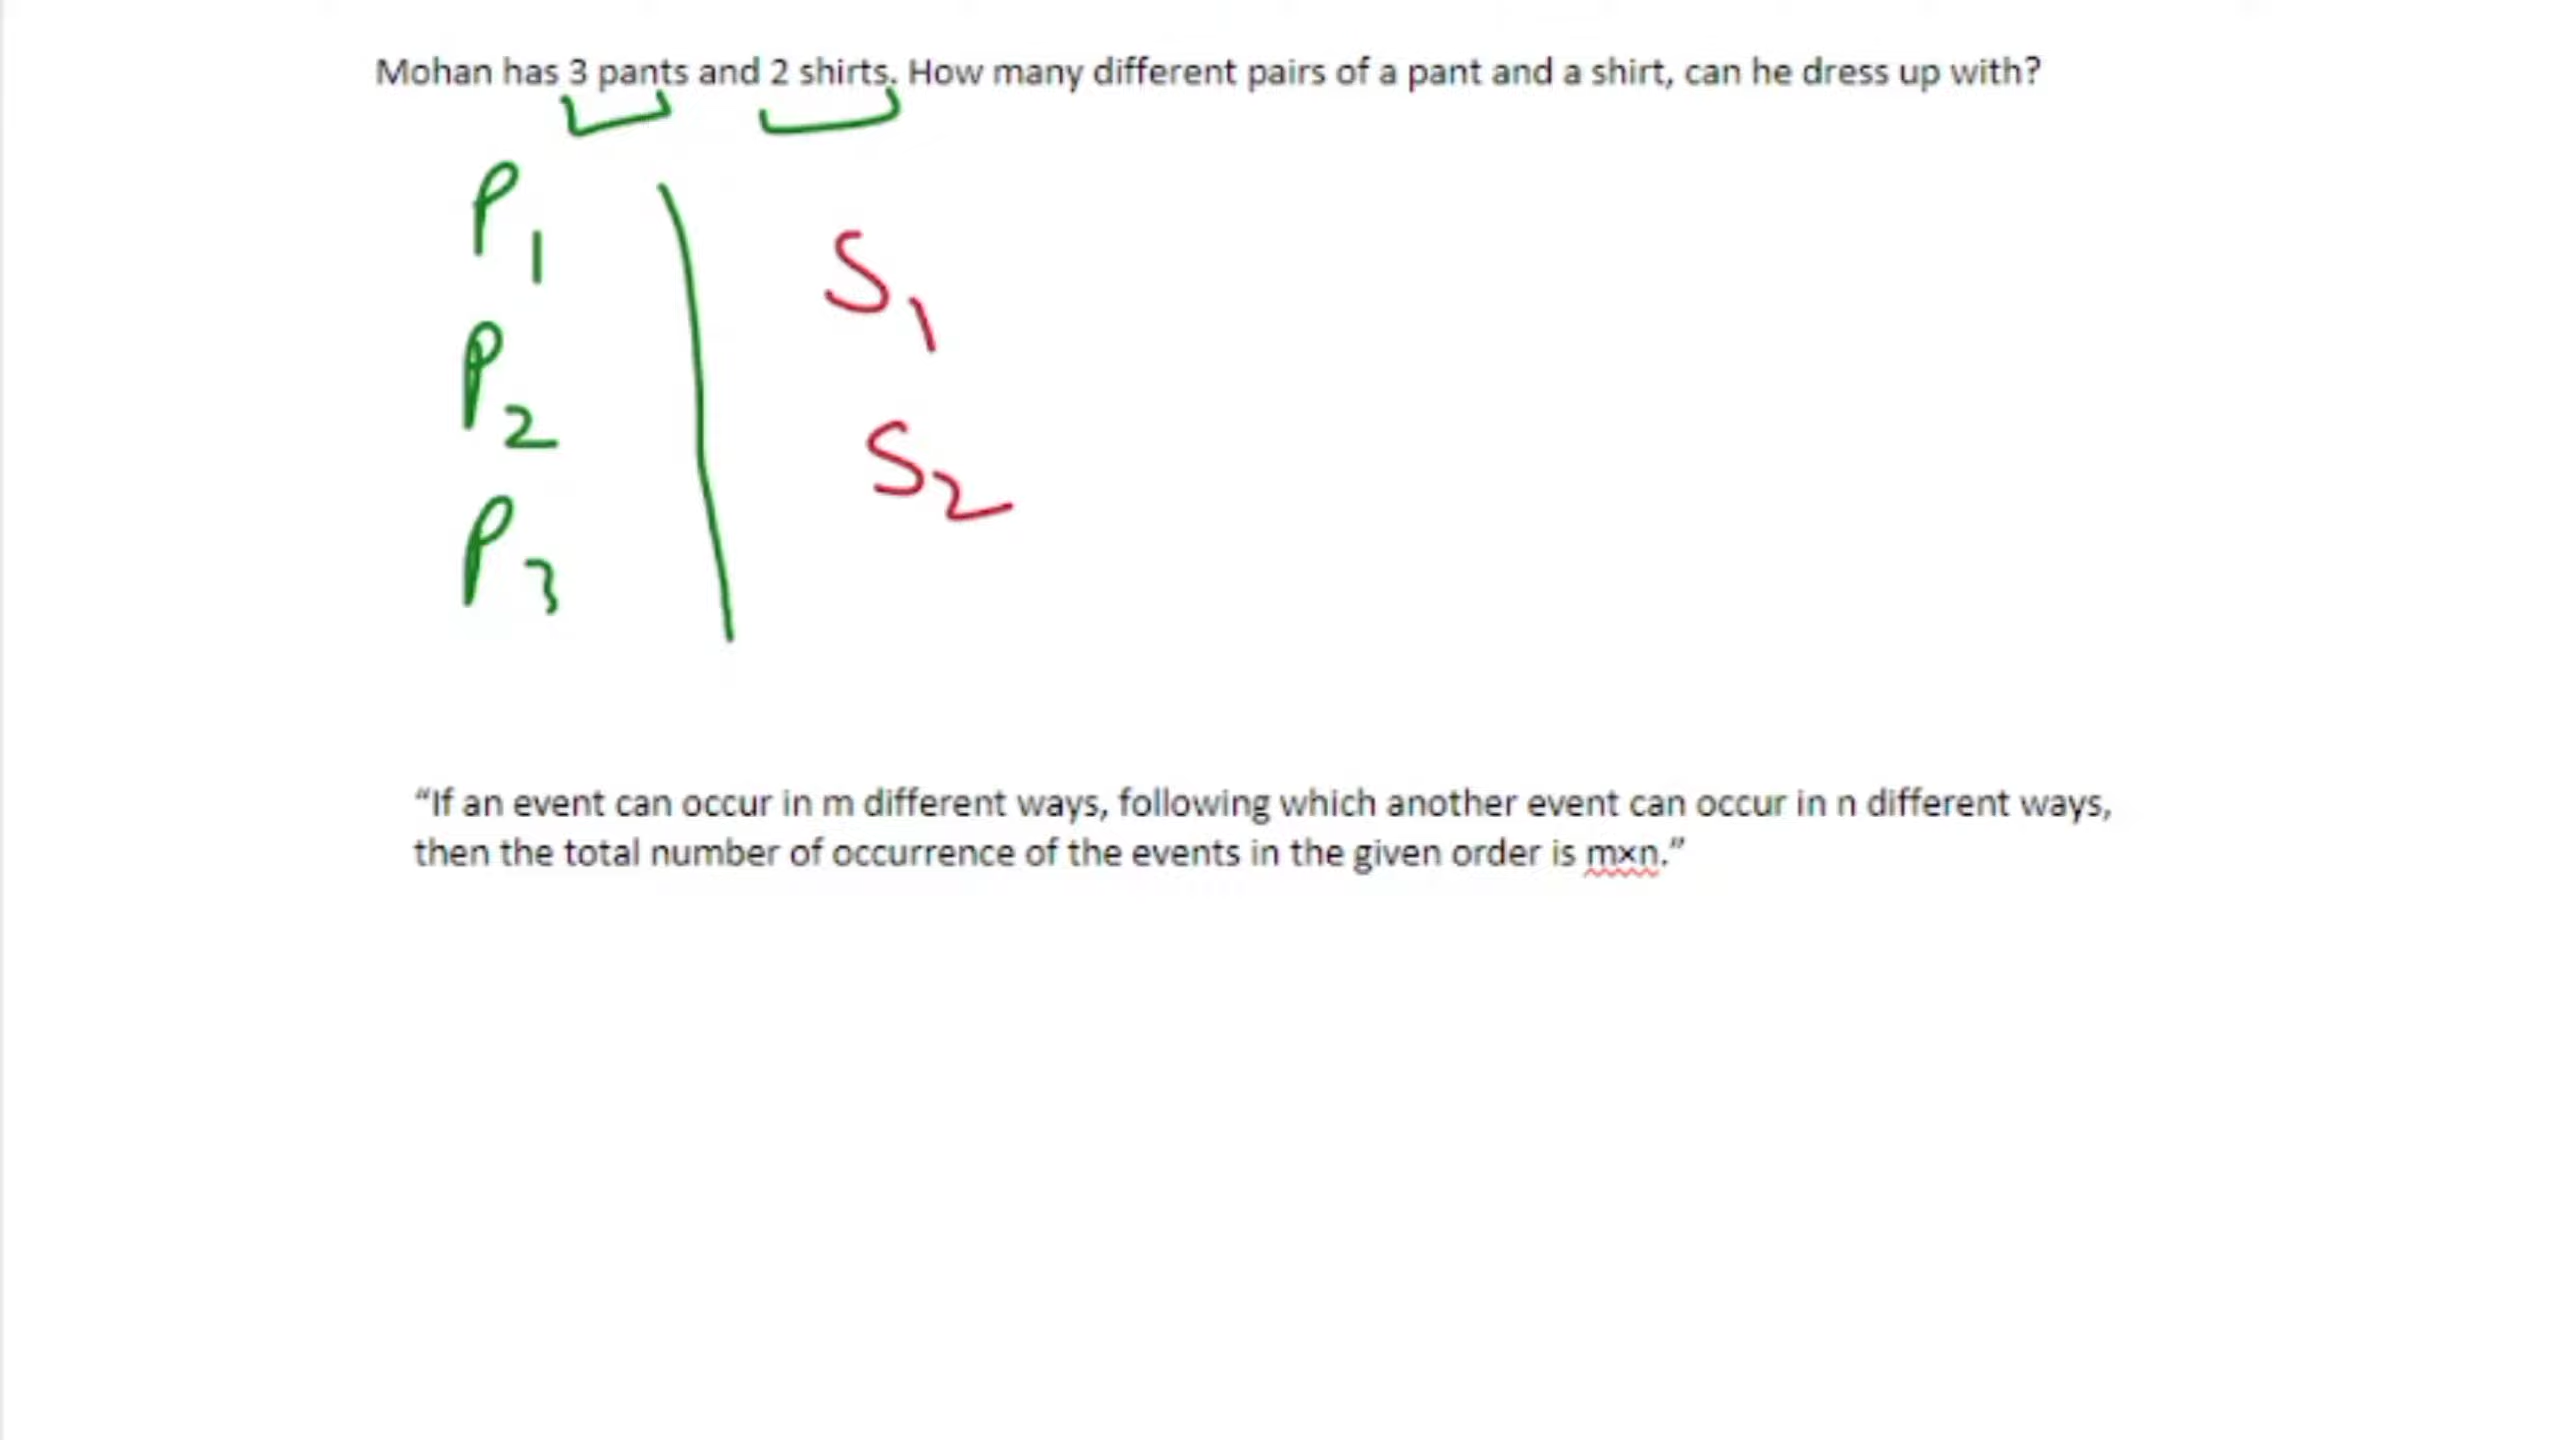 Mohan has 3 pants and 2 shirts. How many different pairs of a pant and a shirt, can he dress up with?
P1
S1
P2
S2
P3
“If an event can occur in m different ways, following which another event can occur in n different ways,
then the total number of occurrence of the events in the given order is m×n.”